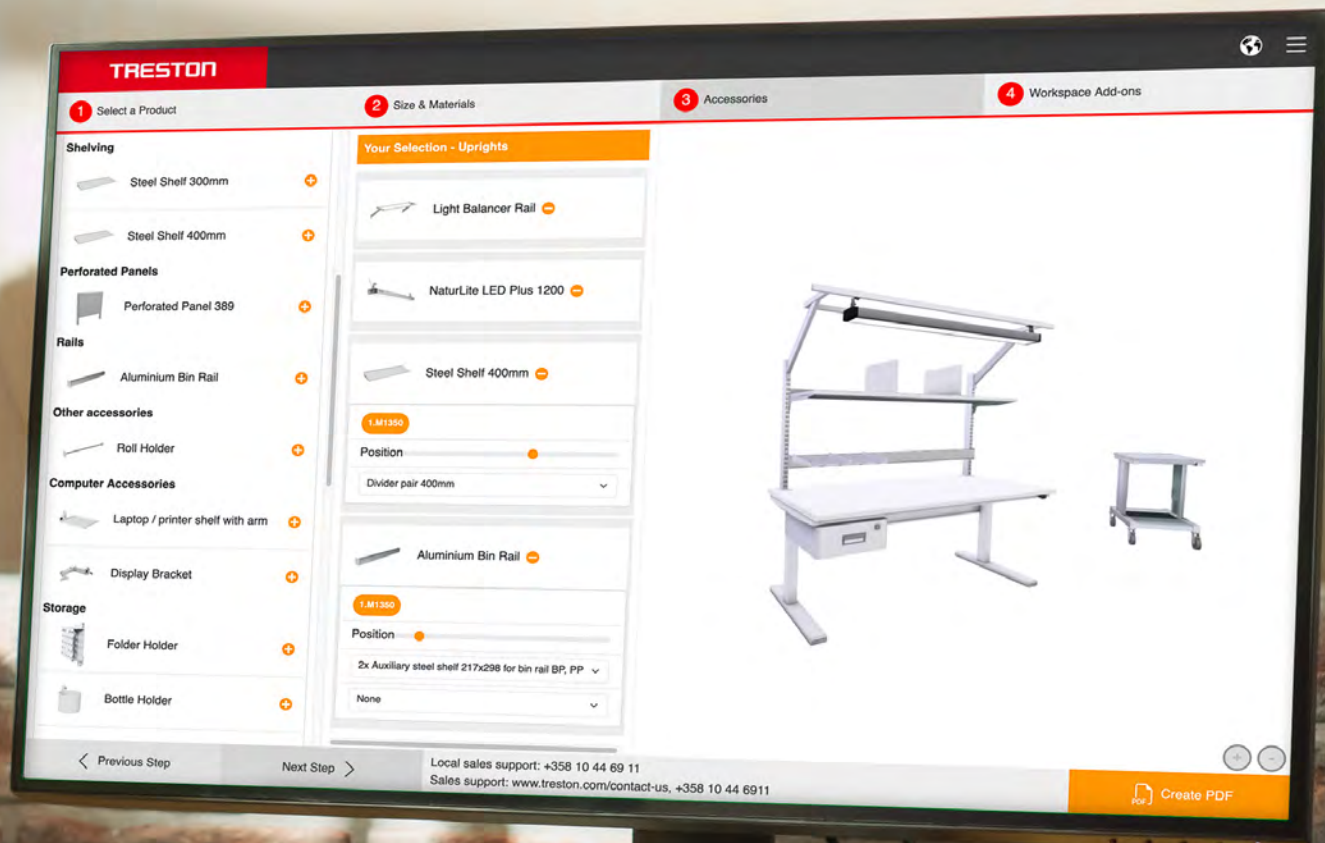 TRESTON
1 Select a Product
2 Size & Materials
3 Accessories
4 Workspace Add-ons
Shelving
Steel Shelf 300mm
Steel Shelf 400mm
Perforated Panels
Perforated Panel 389
Rails
Aluminium Bin Rail
Other accessories
Roll Holder
Computer Accessories
Laptop / printer shelf with arm
Display Bracket
Storage
Folder Holder
Bottle Holder
Your Selection - Uprights
Light Balancer Rail
NaturLite LED Plus 1200
Steel Shelf 400mm
1.M1350
Position
Divider pair 400mm
Aluminium Bin Rail
1.M1350
Position
2x Auxiliary steel shelf 217x298 for bin rail BP, PP
None
Previous Step
Next Step
Local sales support: +358 10 44 69 11
Sales support: www.treston.com/contact-us, +358 10 44 6911
PDF
Create PDF